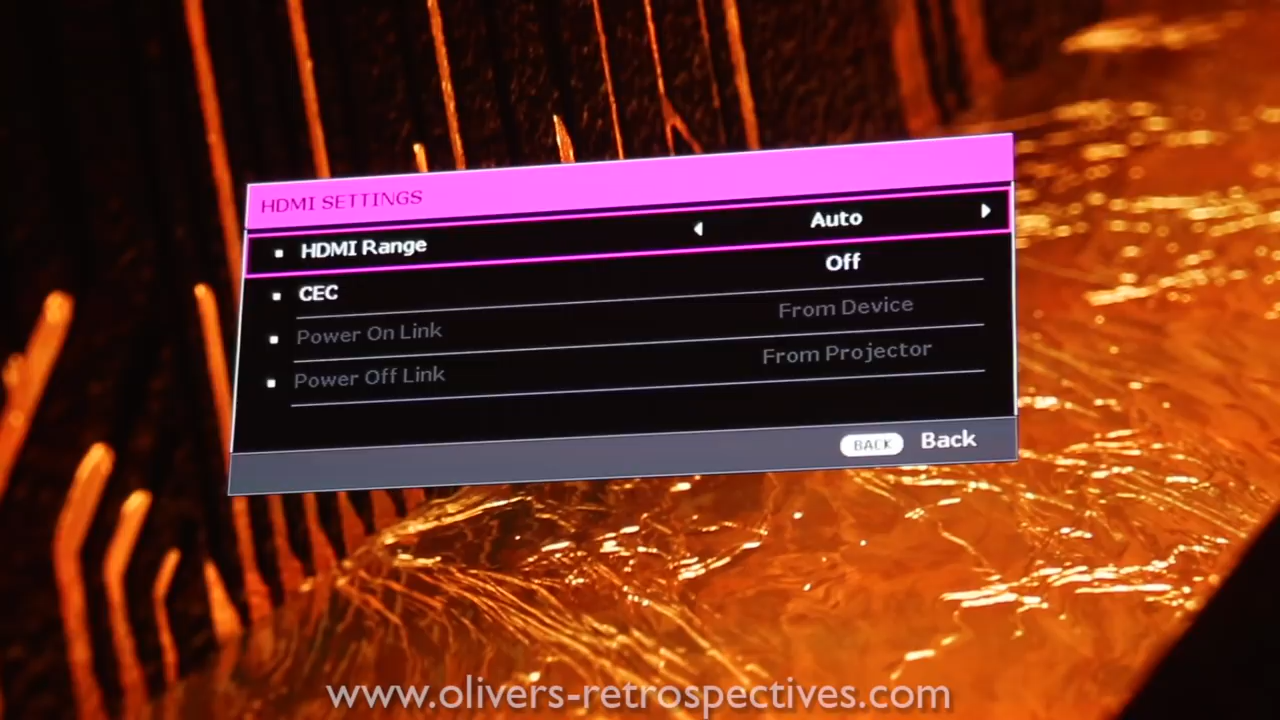 HDMI SETTINGS
HDMI Range Auto
CEC Off
Power On Link From Device
Power Off Link From Projector
BACK Back
www.olivers-retrospectives.com